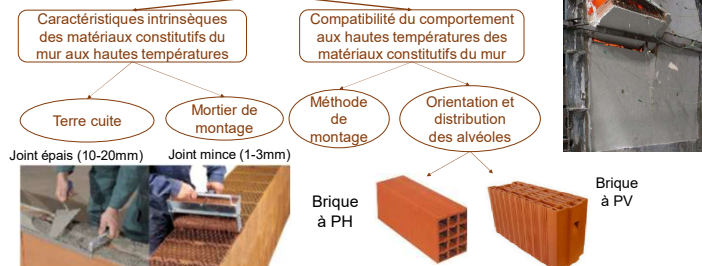 Caractéristiques intrinsèques
des matériaux constitutifs du
mur aux hautes températures
Compatibilité du comportement
aux hautes températures des
matériaux constitutifs du mur
Terre cuite
Mortier de
montage
Méthode
de
montage
Orientation et
distribution
des alvéoles
Joint épais (10-20mm)
Joint mince (1-3mm)
Brique
à PH
Brique
à PV